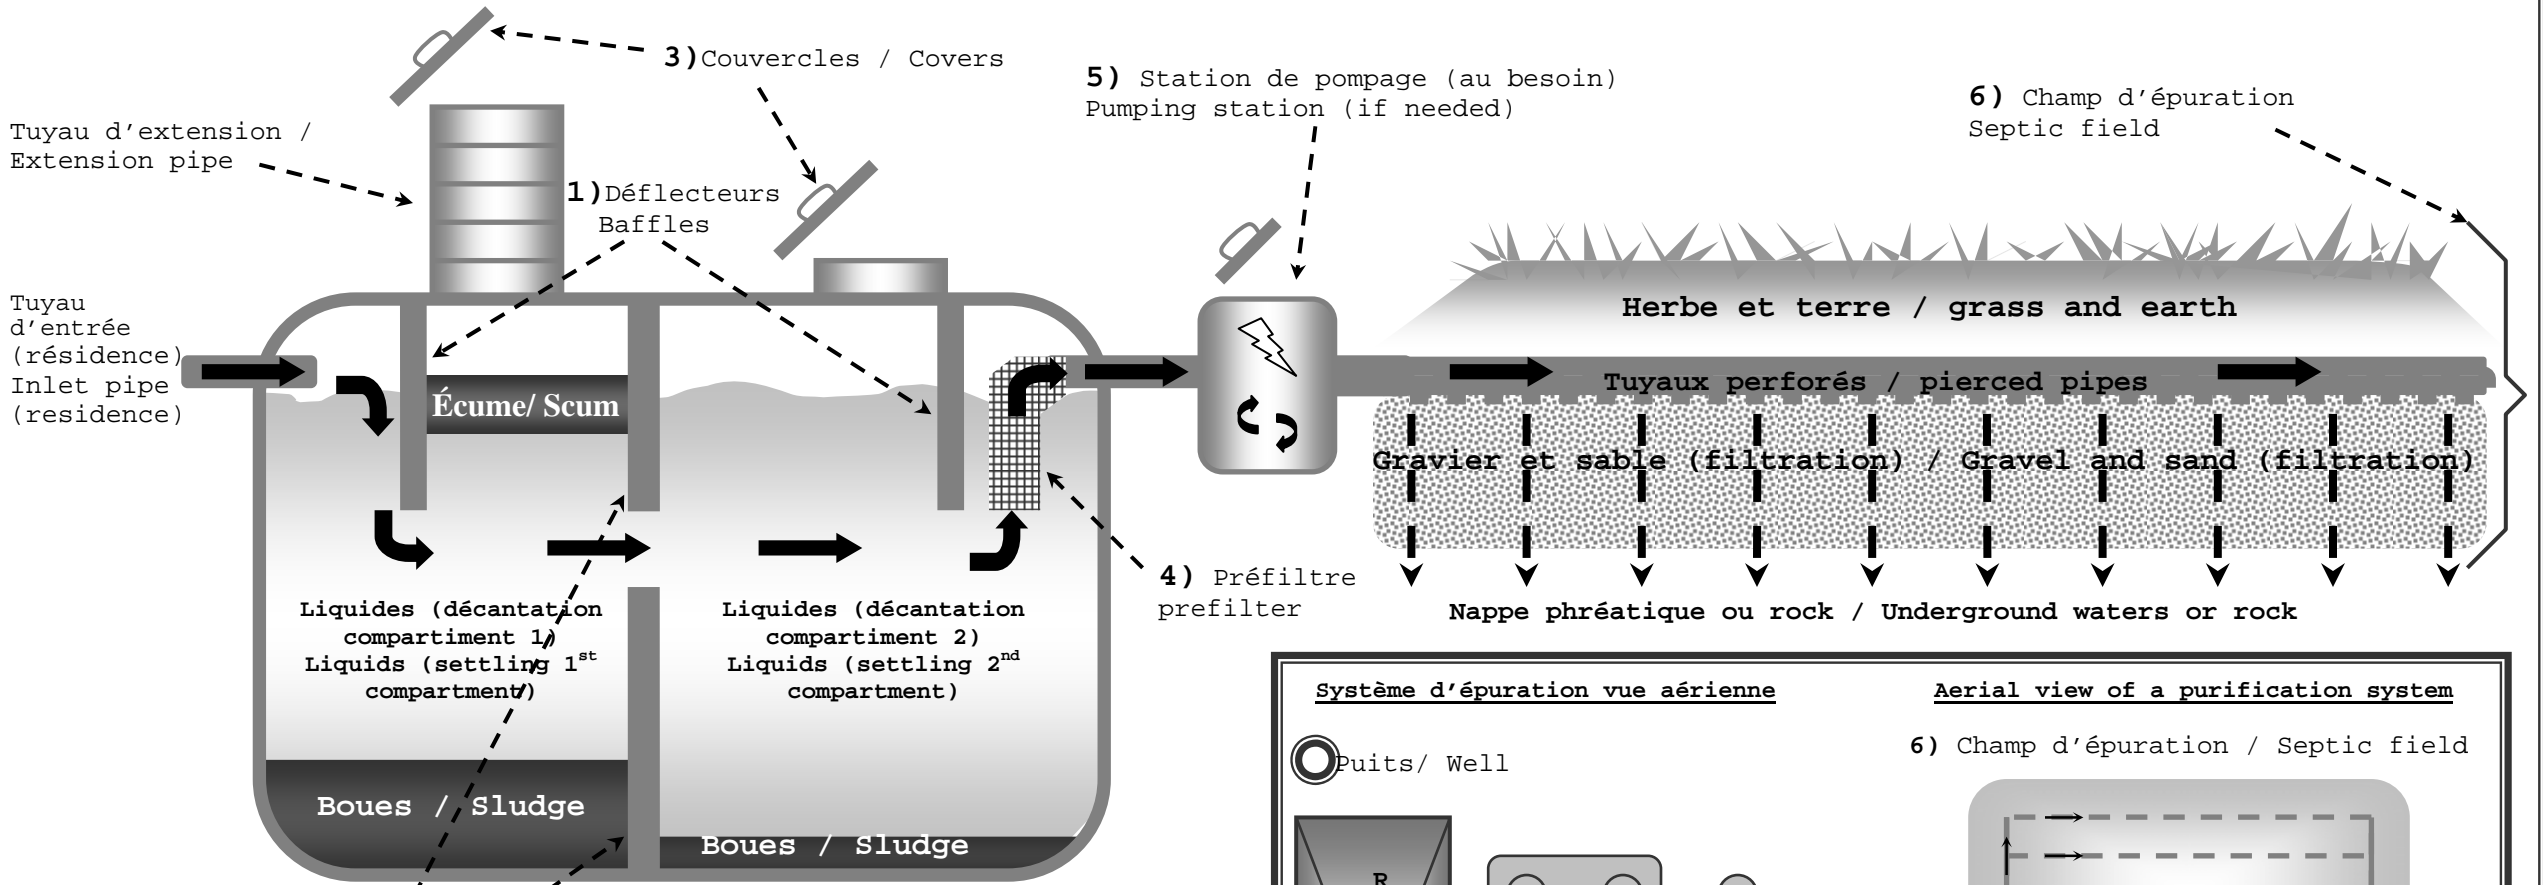 3)Couvercles / Covers
5) Station de pompage (au besoin)
Pumping station (if needed)
6) Champ d’épuration
Septic field
Tuyau d’extension /
Extension pipe
1)Déflecteurs
Baffles
Tuyau
d’entrée
(résidence)
Inlet pipe
(residence)
Écume/ Scum
Herbe et terre / grass and earth
Tuyaux perforés / pierced pipes
Gravier et sable (filtration) / Gravel and sand (filtration)
4) Préfiltre
prefilter
Nappe phréatique ou rock / Underground waters or rock
Liquides (décantation
compartiment 1)
Liquids (settling 1st
compartment)
Liquides (décantation
compartiment 2)
Liquids (settling 2nd
compartment)
Boues / Sludge
Boues / Sludge
Système d’épuration vue aérienne
Aerial view of a purification system
6) Champ d’épuration / Septic field
Puits/ Well
R